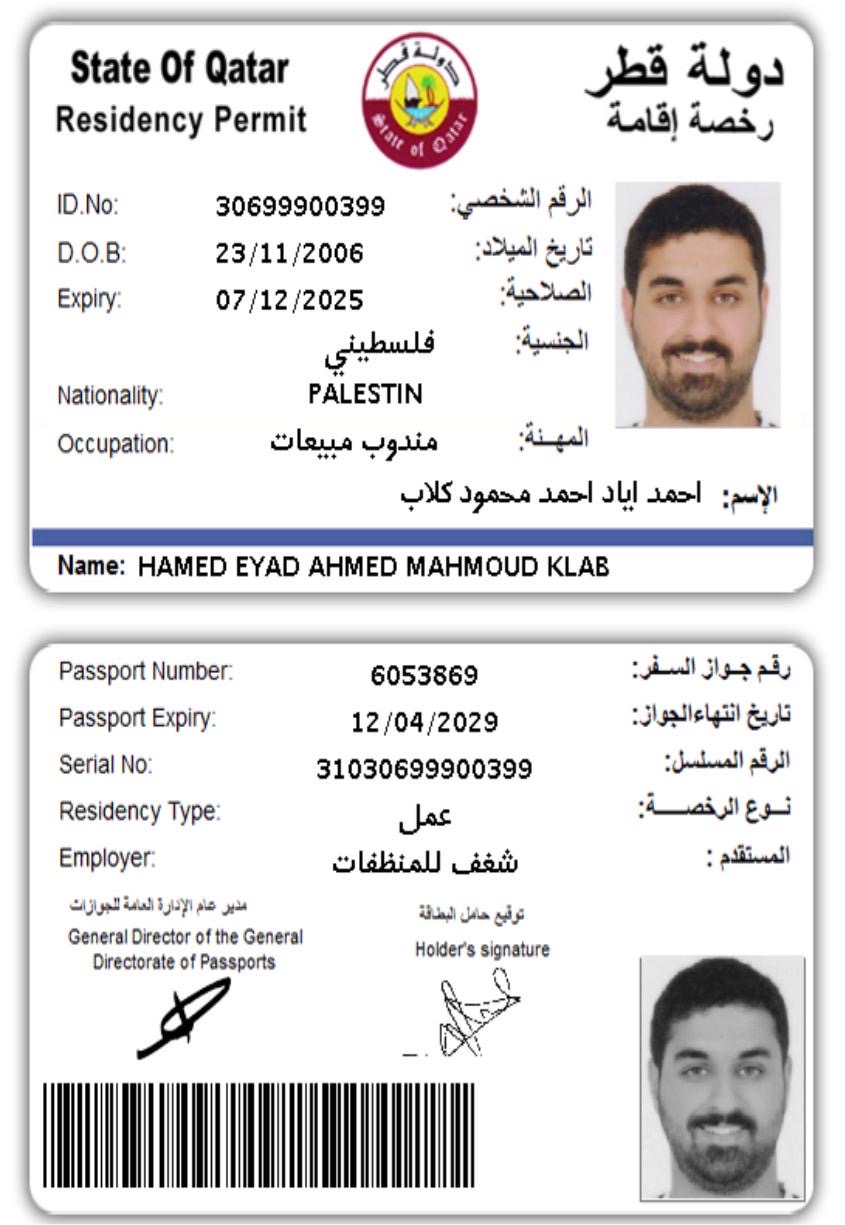 State Of Qatar
دولة قطر
Residency Permit
رخصة إقامة
دولة قطر
State of Qatar
ID.No: 30699900399 الرقم الشخصي:
D.O.B: 23/11/2006 تاريخ الميلاد:
Expiry: 07/12/2025 الصلاحية:
فلسطيني الجنسية:
Nationality: PALESTIN
Occupation: مندوب مبيعات المهـنة:
الإسم: احمد اياد احمد محمود كلاب
Name: HAMED EYAD AHMED MAHMOUD KLAB
Passport Number: 6053869 رقـم جـواز السـفر:
Passport Expiry: 12/04/2029 تاريخ انتهاءالجواز:
Serial No: 31030699900399 الرقم المسلسل:
Residency Type: عمل نـوع الرخصـــة:
Employer: شغف للمنظفات المستقدم :
مدير عام الإدارة العامة للجوازات
General Director of the General
Directorate of Passports
توقيع حامل البطاقة
Holder's signature